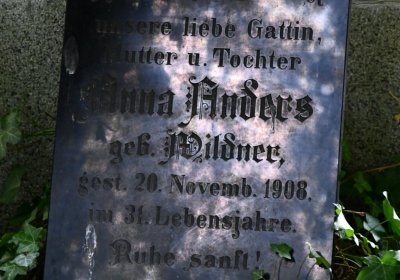 unsere liebe Gattin,
Mutter u. Tochter
Anna Anders
geb. Wildner,
gest. 20. Novemb. 1908.
im 31. Lebensjahre.
Ruhe sanft!